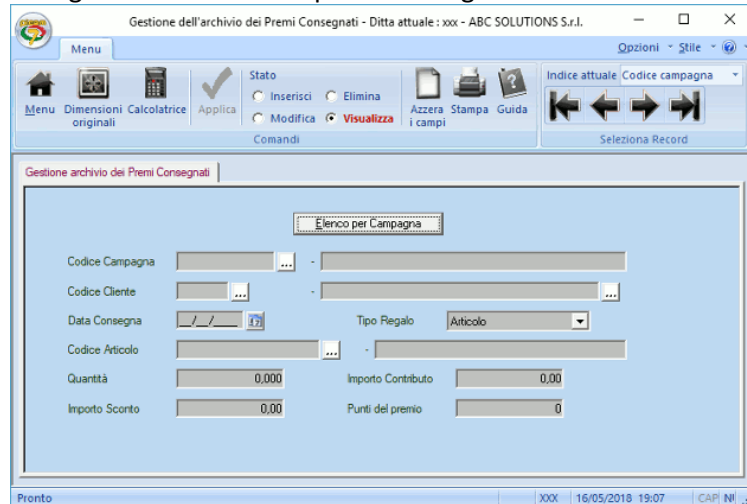 Gestione dell'archivio dei Premi Consegnati - Ditta attuale : xxx - ABC SOLUTIONS S.r.l.
Menu
Opzioni Stile
Stato
Indice attuale Codice campagna
Inserisci Elimina
Menu Dimensioni originali Calcolatrice Applica
Azzera i campi Stampa Guida
Modifica Visualizza
Comandi
Seleziona Record
Gestione archivio dei Premi Consegnati
Elenco per Campagna
Codice Campagna ... -
Codice Cliente ... - ...
Data Consegna __/__/____ Tipo Regalo Articolo
Codice Articolo ... -
Quantità 0,000 Importo Contributo 0,00
Importo Sconto 0,00 Punti del premio 0
Pronto XXX 16/05/2018 19:07 CAP